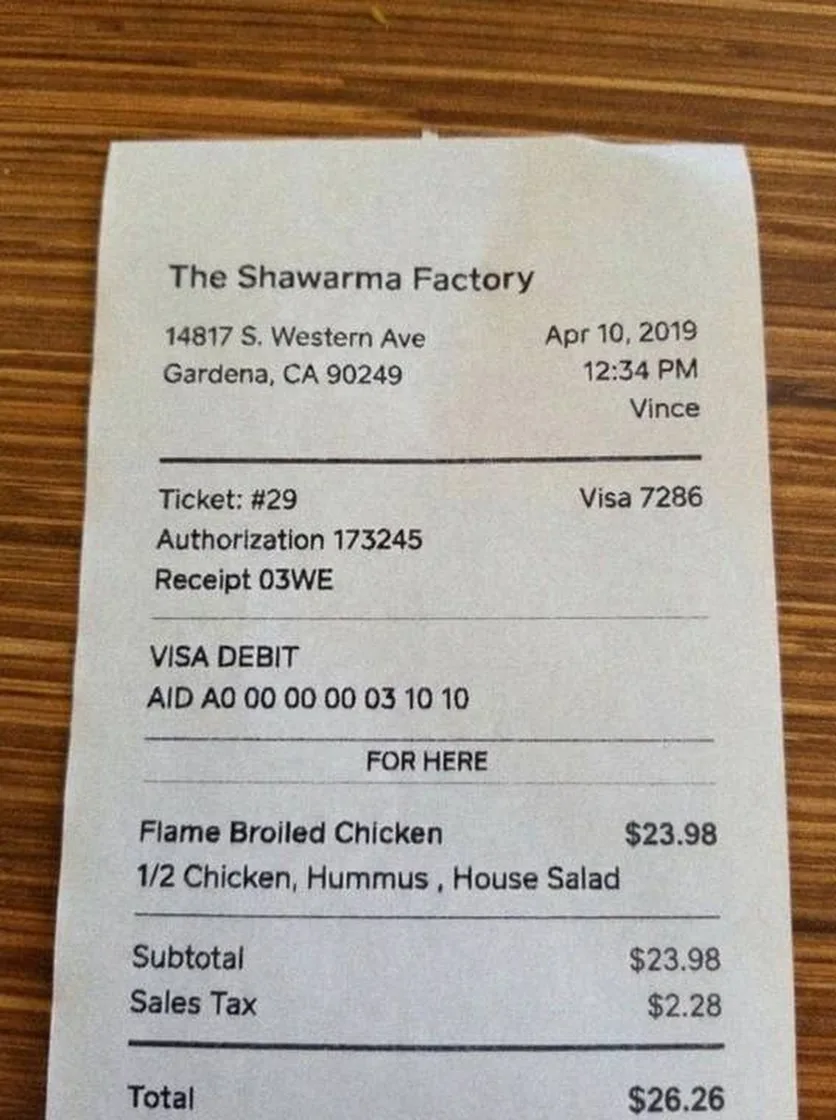 The Shawarma Factory
14817 S. Western Ave Apr 10, 2019
Gardena, CA 90249 12:34 PM
Vince
Ticket: #29 Visa 7286
Authorization 173245
Receipt 03WE
VISA DEBIT
AID A0 00 00 00 03 10 10
FOR HERE
Flame Broiled Chicken $23.98
1/2 Chicken, Hummus , House Salad
Subtotal $23.98
Sales Tax $2.28
Total $26.26